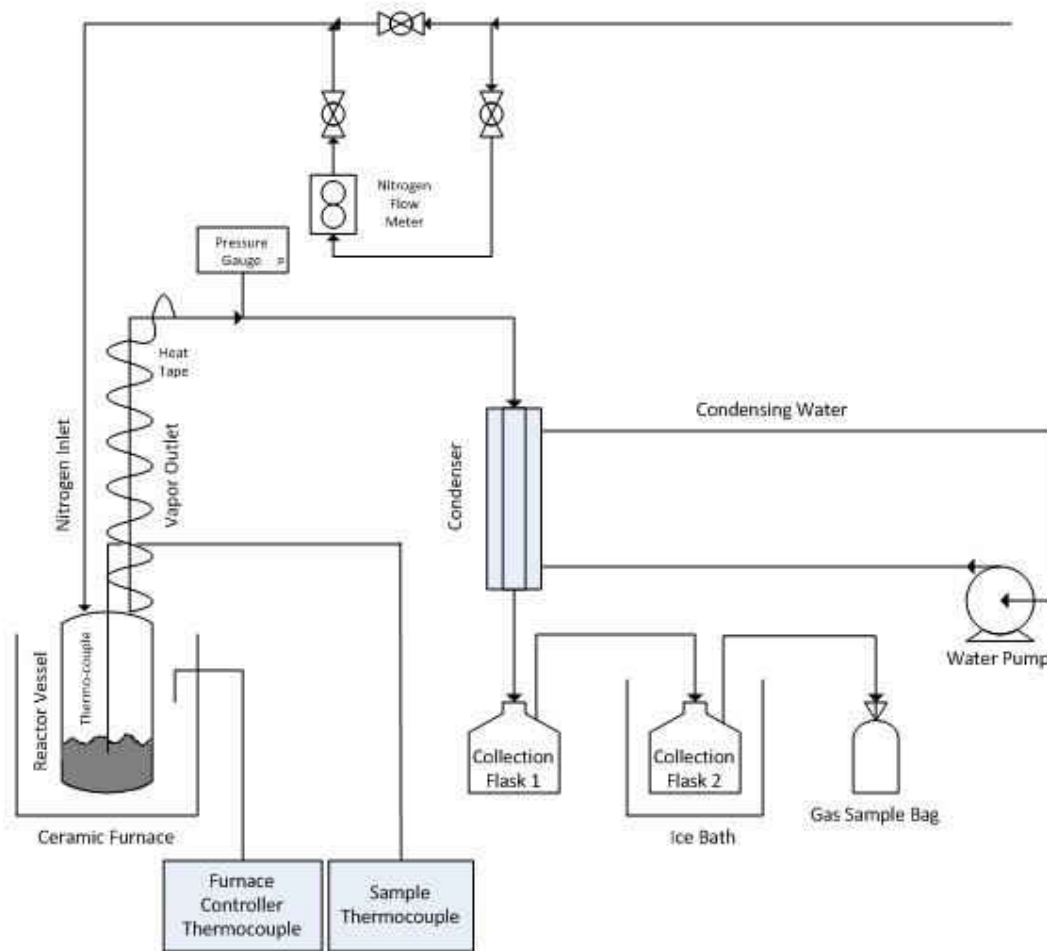 Nitrogen
Flow
Meter
Pressure
Gauge
P
Heat
Tape
Nitrogen Inlet
Vapor Outlet
Condensing Water
Condenser
Water Pump
Reactor Vessel
Thermo-couple
Collection
Flask 1
Collection
Flask 2
Gas Sample Bag
Ceramic Furnace
Ice Bath
Furnace
Controller
Thermocouple
Sample
Thermocouple